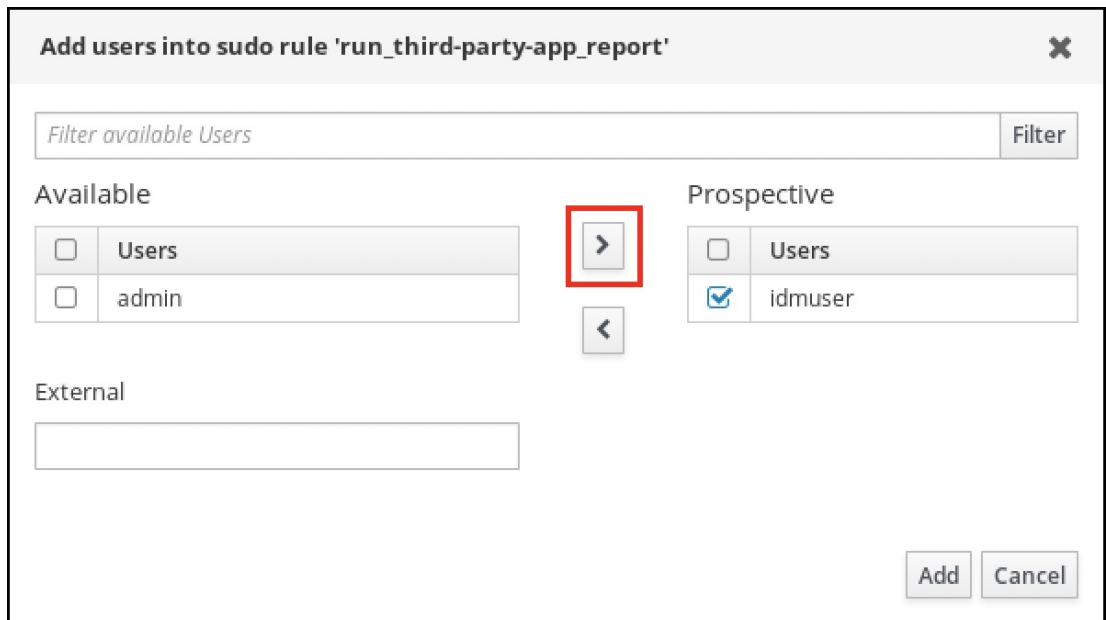 Add users into sudo rule 'run_third-party-app_report'
Filter available Users
Filter
Available
Prospective
Users
admin
>
<
Users
idmuser
External
Add
Cancel